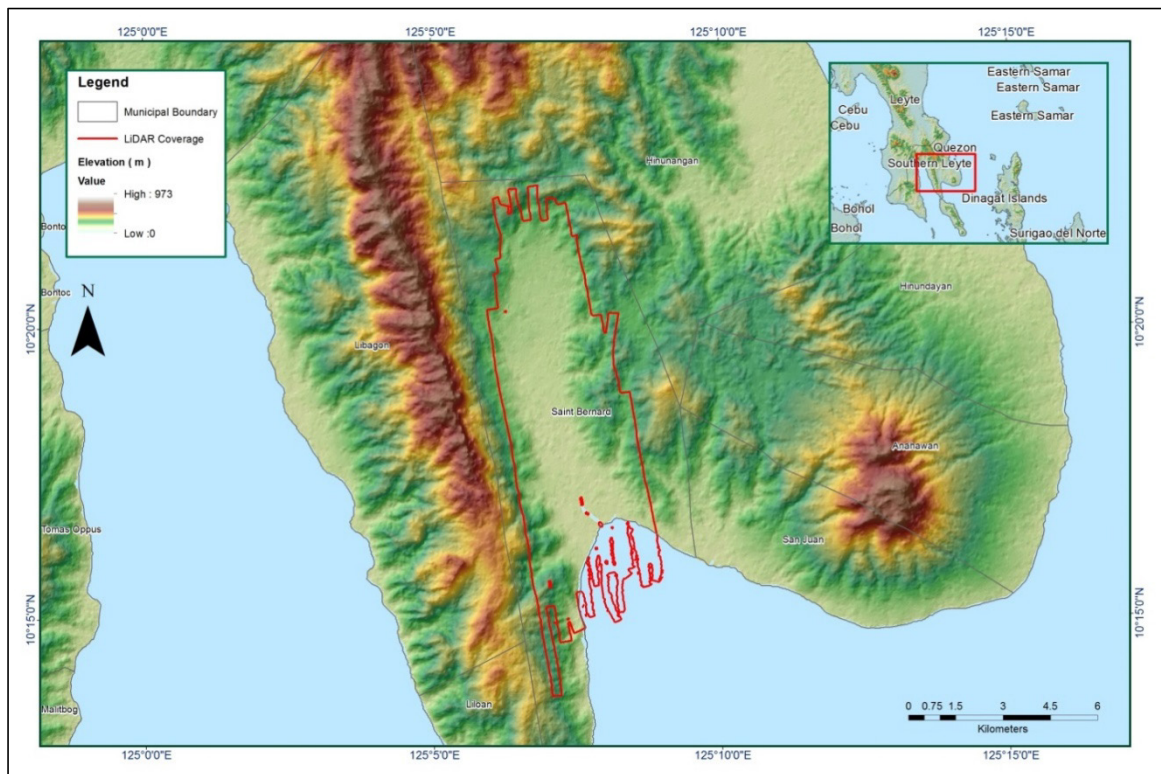 125°0'0"E
125°5'0"E
125°10'0"E
125°15'0"E
Legend
Municipal Boundary
LiDAR Coverage
Elevation ( m )
Value
High : 973
Low :0
Eastern Samar
Eastern Samar
Eastern Samar
Leyte
Cebu
Cebu
Quezon
Southern Leyte
Dinagat Islands
Bohol
Bohol
Surigao del Norte
Hinunangan
Bonto
N
Bontoc
Hinundayan
10°20'0"N
10°20'0"N
Libagon
Saint Bernard
Anahawan
Tomas Oppus
San Juan
10°15'0"N
10°15'0"N
Liloan
Malitbog
0 0.75 1.5 3 4.5 6
Kilometers
125°0'0"E
125°5'0"E
125°10'0"E
125°15'0"E